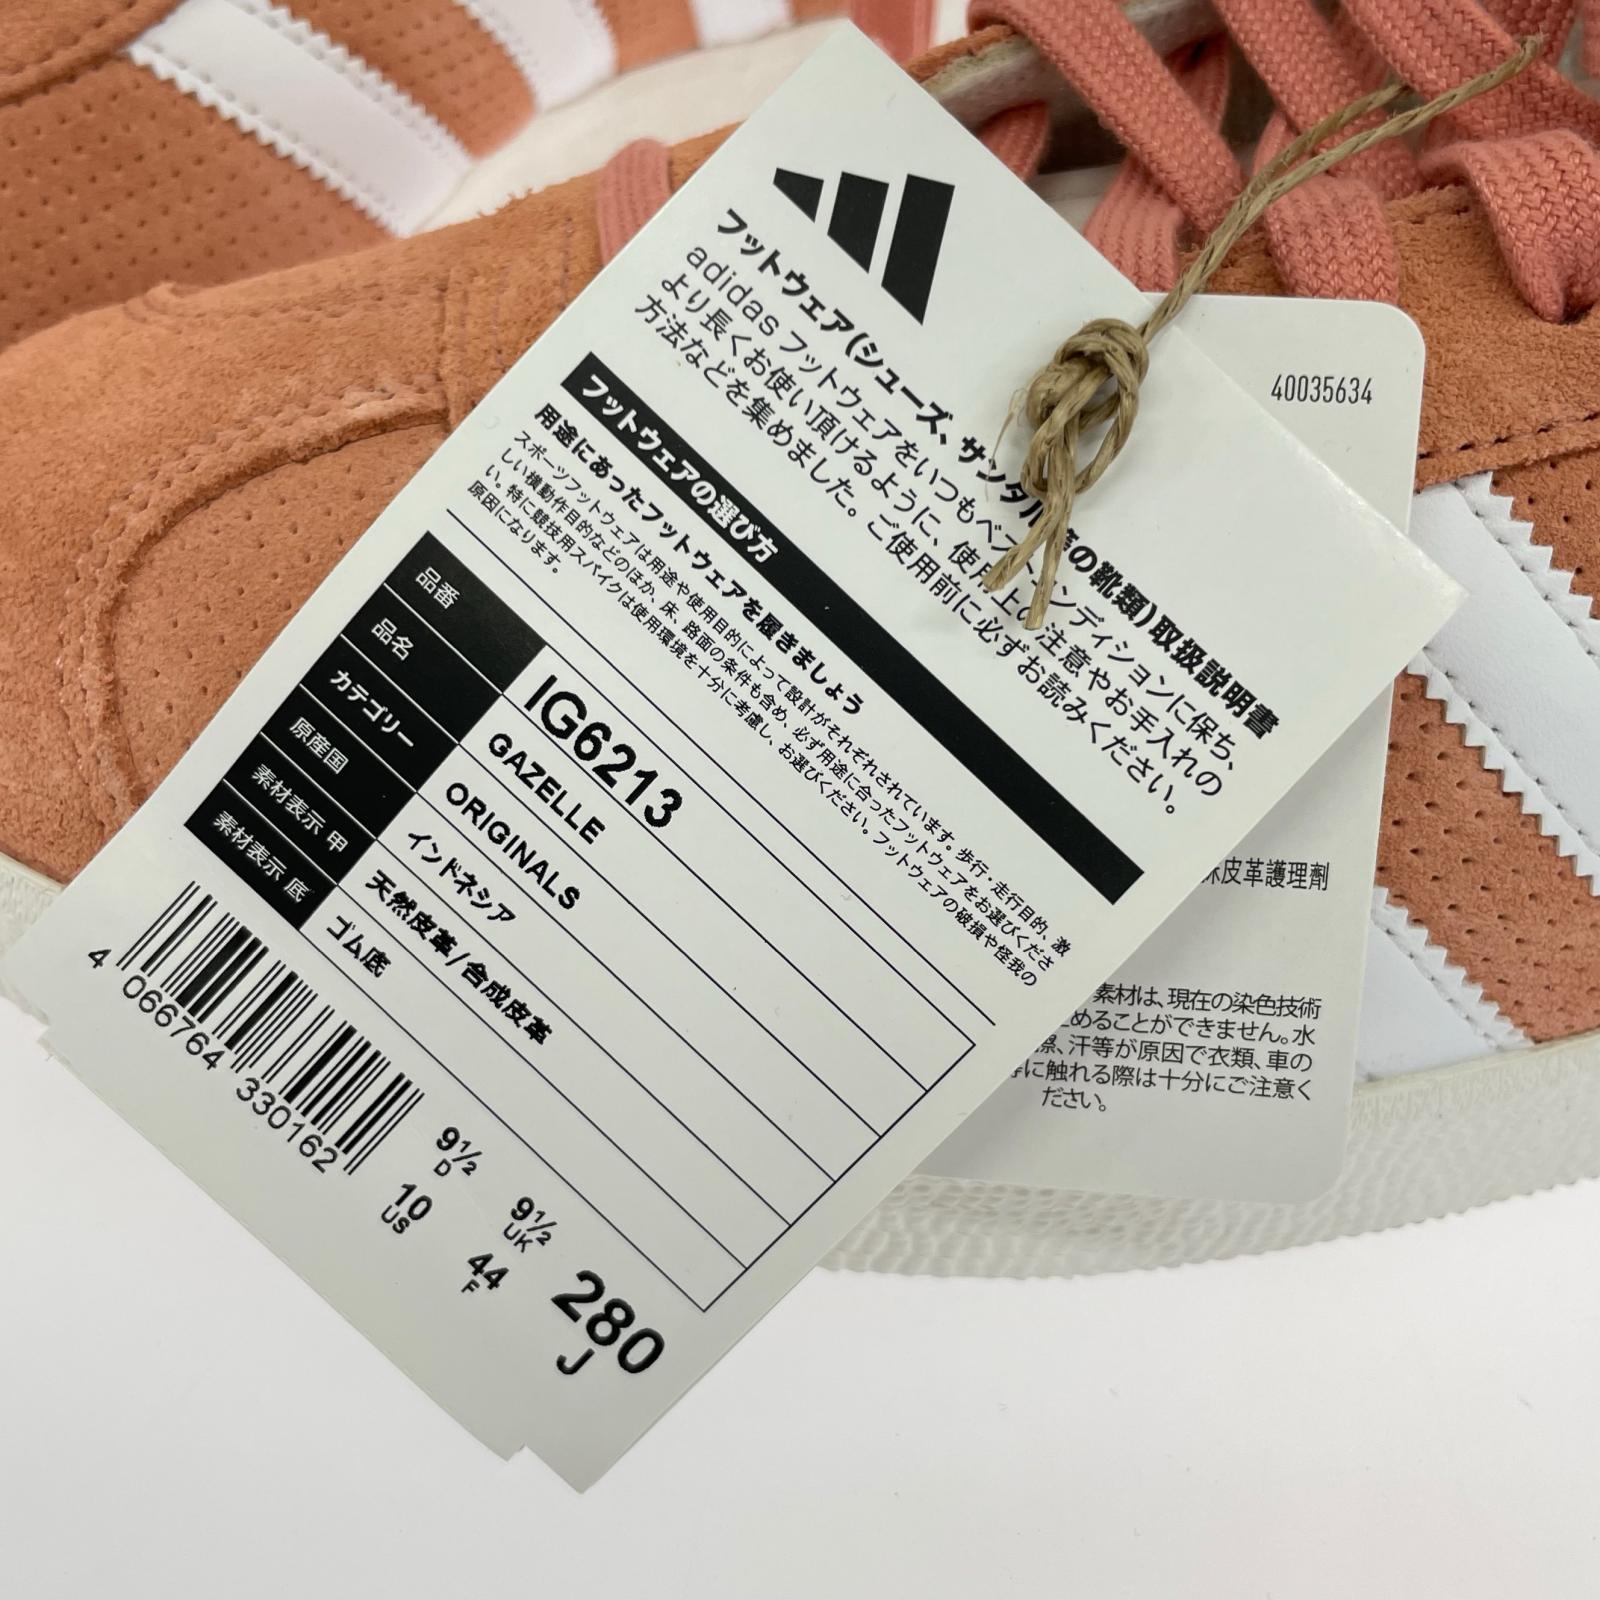 フットウェア(シューズ、サンダル等の靴類)取扱説明書
adidas フットウェアをいつもベストコンディションに保ち、
より長くお使い頂けるように、使用上の注意やお手入れの
方法などを集めました。ご使用前に必ずお読みください。
フットウェアの選び方
用途にあったフットウェアを履きましょう
スポーツフットウェアは用途や使用目的によって設計がそれぞれされています。歩行・走行目的、激
しい横動作目的などのほか、床、路面の条件も含め、必ず用途に合ったフットウェアをお選びくださ
い。特に競技用スパイクは使用環境を十分に考慮し、お選びください。フットウェアの破損や怪我の
原因になります。
品番 IG6213
品名 GAZELLE
カテゴリー ORIGINALS
原産国 インドネシア
素材表示 甲 天然皮革/合成皮革
素材表示 底 ゴム底
4 066764 330162
9½ D
10 US
9½ UK
44 F
280 J
40035634
皮革護理劑
素材は、現在の染色技術
めることができません。水
、汗等が原因で衣類、車の
に触れる際は十分にご注意く
ださい。